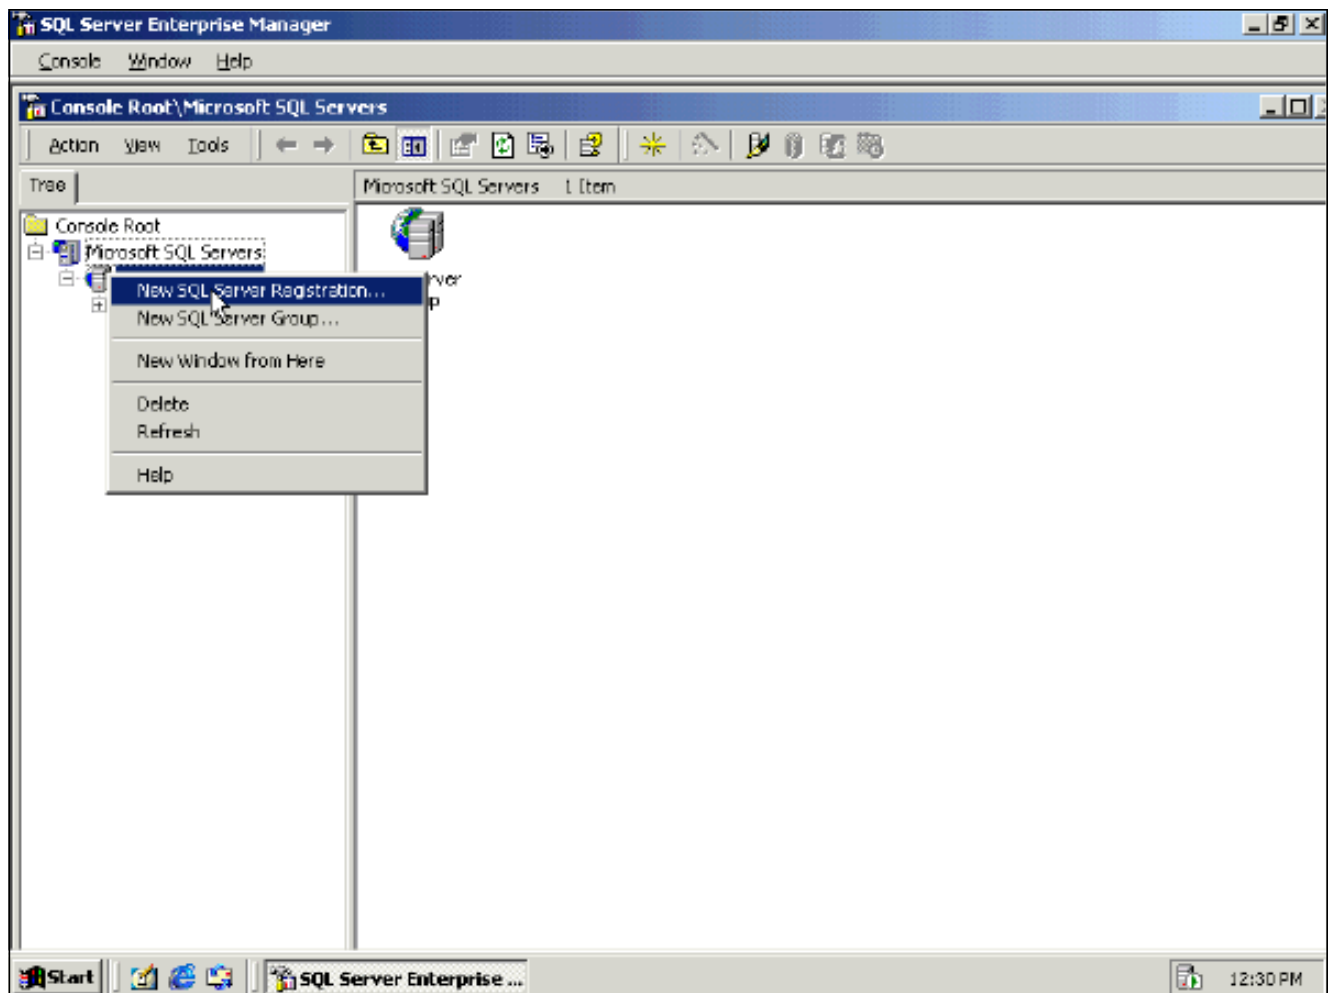 SQL Server Enterprise Manager
Console Window Help
Console Root\Microsoft SQL Servers
Action View Tools
Tree
Microsoft SQL Servers 1 Item
Console Root
Microsoft SQL Servers
New SQL Server Registration...
New SQL Server Group...
New Window from Here
Delete
Refresh
Help
rver
p
Start
SQL Server Enterprise ...
12:30 PM